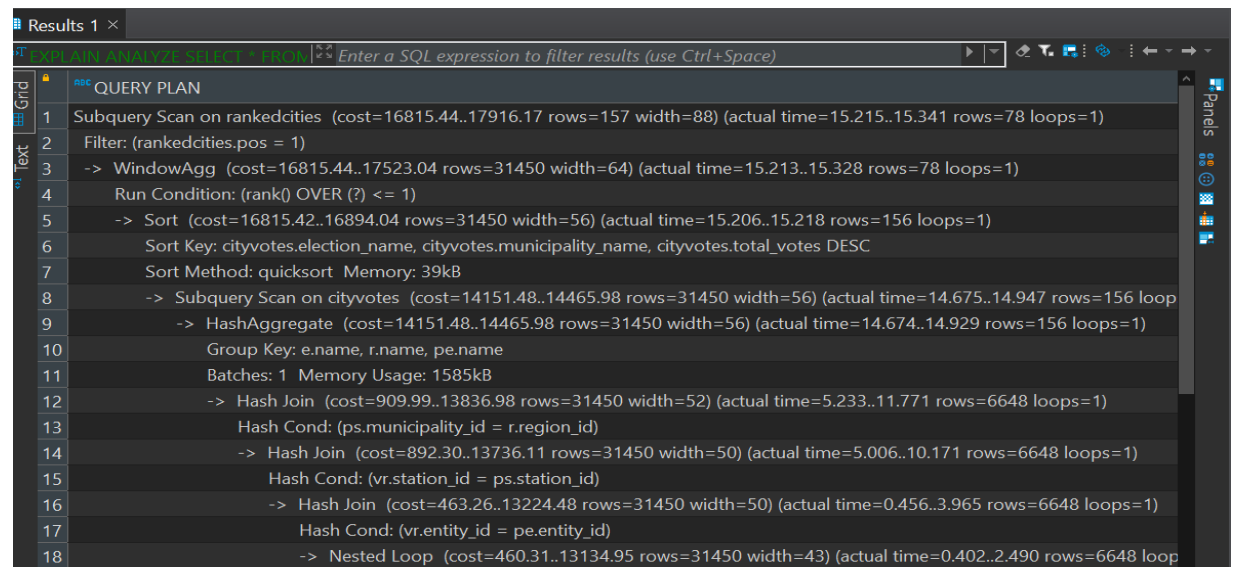 Results 1 ×
EXPLAIN ANALYZE SELECT * FROM Enter a SQL expression to filter results (use Ctrl+Space)
Grid
Text
Panels
ABC QUERY PLAN
1 Subquery Scan on rankedcities (cost=16815.44..17916.17 rows=157 width=88) (actual time=15.215..15.341 rows=78 loops=1)
2 Filter: (rankedcities.pos = 1)
3 -> WindowAgg (cost=16815.44..17523.04 rows=31450 width=64) (actual time=15.213..15.328 rows=78 loops=1)
4 Run Condition: (rank() OVER (?) <= 1)
5 -> Sort (cost=16815.42..16894.04 rows=31450 width=56) (actual time=15.206..15.218 rows=156 loops=1)
6 Sort Key: cityvotes.election_name, cityvotes.municipality_name, cityvotes.total_votes DESC
7 Sort Method: quicksort Memory: 39kB
8 -> Subquery Scan on cityvotes (cost=14151.48..14465.98 rows=31450 width=56) (actual time=14.675..14.947 rows=156 loop
9 -> HashAggregate (cost=14151.48..14465.98 rows=31450 width=56) (actual time=14.674..14.929 rows=156 loops=1)
10 Group Key: e.name, r.name, pe.name
11 Batches: 1 Memory Usage: 1585kB
12 -> Hash Join (cost=909.99..13836.98 rows=31450 width=52) (actual time=5.233..11.771 rows=6648 loops=1)
13 Hash Cond: (ps.municipality_id = r.region_id)
14 -> Hash Join (cost=892.30..13736.11 rows=31450 width=50) (actual time=5.006..10.171 rows=6648 loops=1)
15 Hash Cond: (vr.station_id = ps.station_id)
16 -> Hash Join (cost=463.26..13224.48 rows=31450 width=50) (actual time=0.456..3.965 rows=6648 loops=1)
17 Hash Cond: (vr.entity_id = pe.entity_id)
18 -> Nested Loop (cost=460.31..13134.95 rows=31450 width=43) (actual time=0.402..2.490 rows=6648 loop